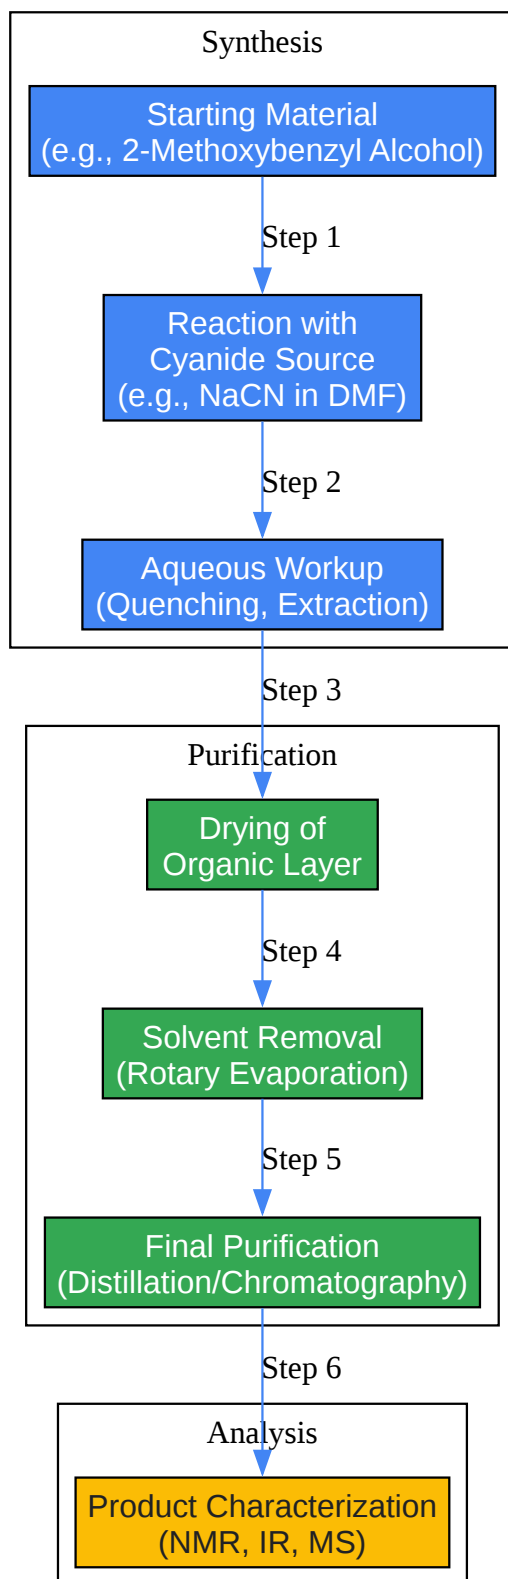 Synthesis
Starting Material
(e.g., 2-Methoxybenzyl Alcohol)
Step 1
Reaction with
Cyanide Source
(e.g., NaCN in DMF)
Step 2
Aqueous Workup
(Quenching, Extraction)
Step 3
Purification
Drying of
Organic Layer
Step 4
Solvent Removal
(Rotary Evaporation)
Step 5
Final Purification
(Distillation/Chromatography)
Step 6
Analysis
Product Characterization
(NMR, IR, MS)